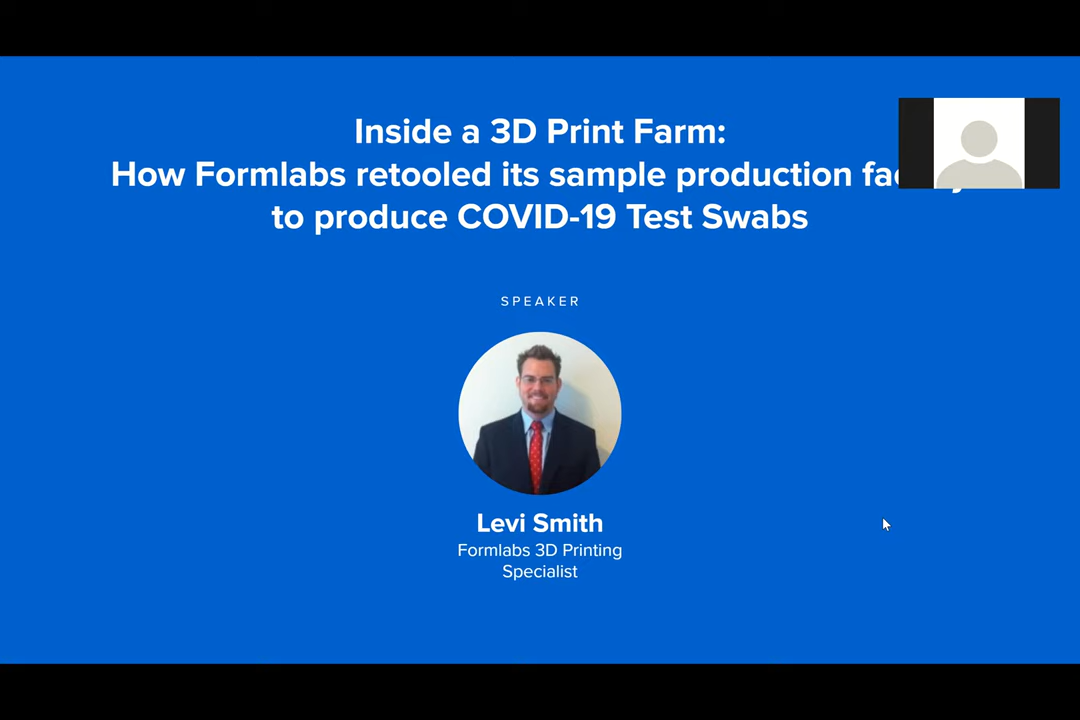 Inside a 3D Print Farm:
How Formlabs retooled its sample production
to produce COVID-19 Test Swabs
SPEAKER
Levi Smith
Formlabs 3D Printing
Specialist